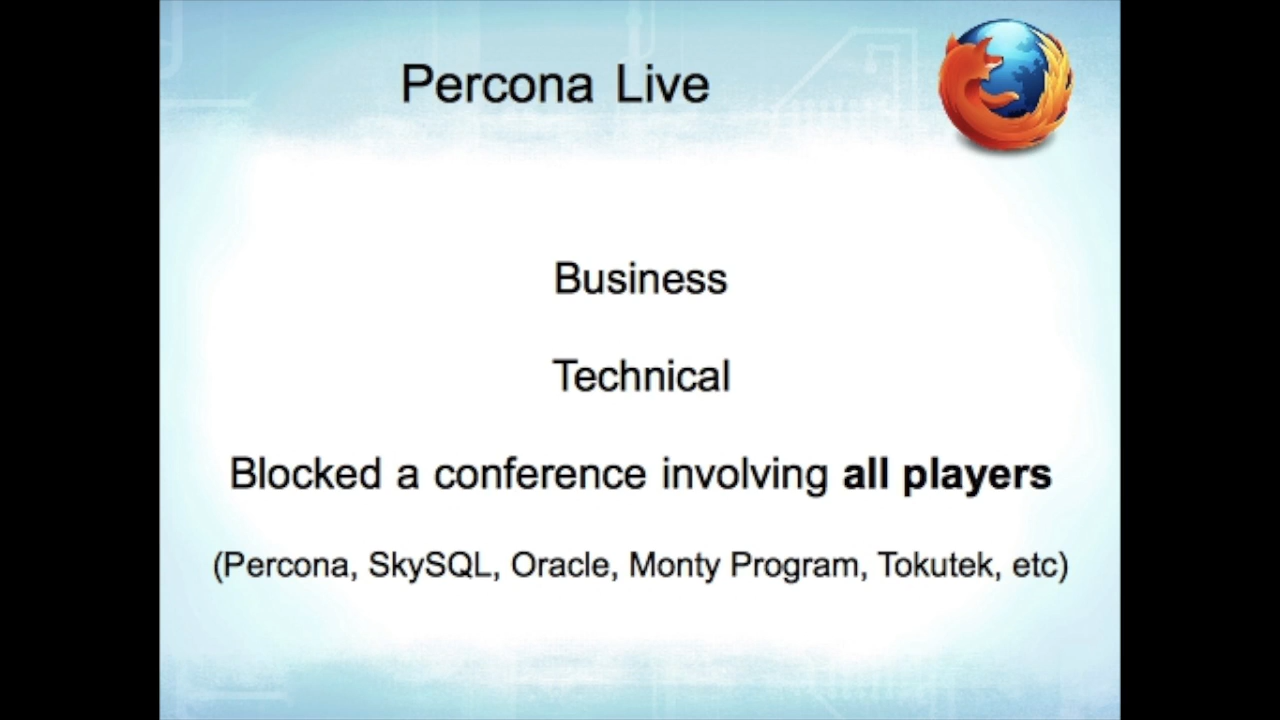 Percona Live
Business
Technical
Blocked a conference involving all players
(Percona, SkySQL, Oracle, Monty Program, Tokutek, etc)